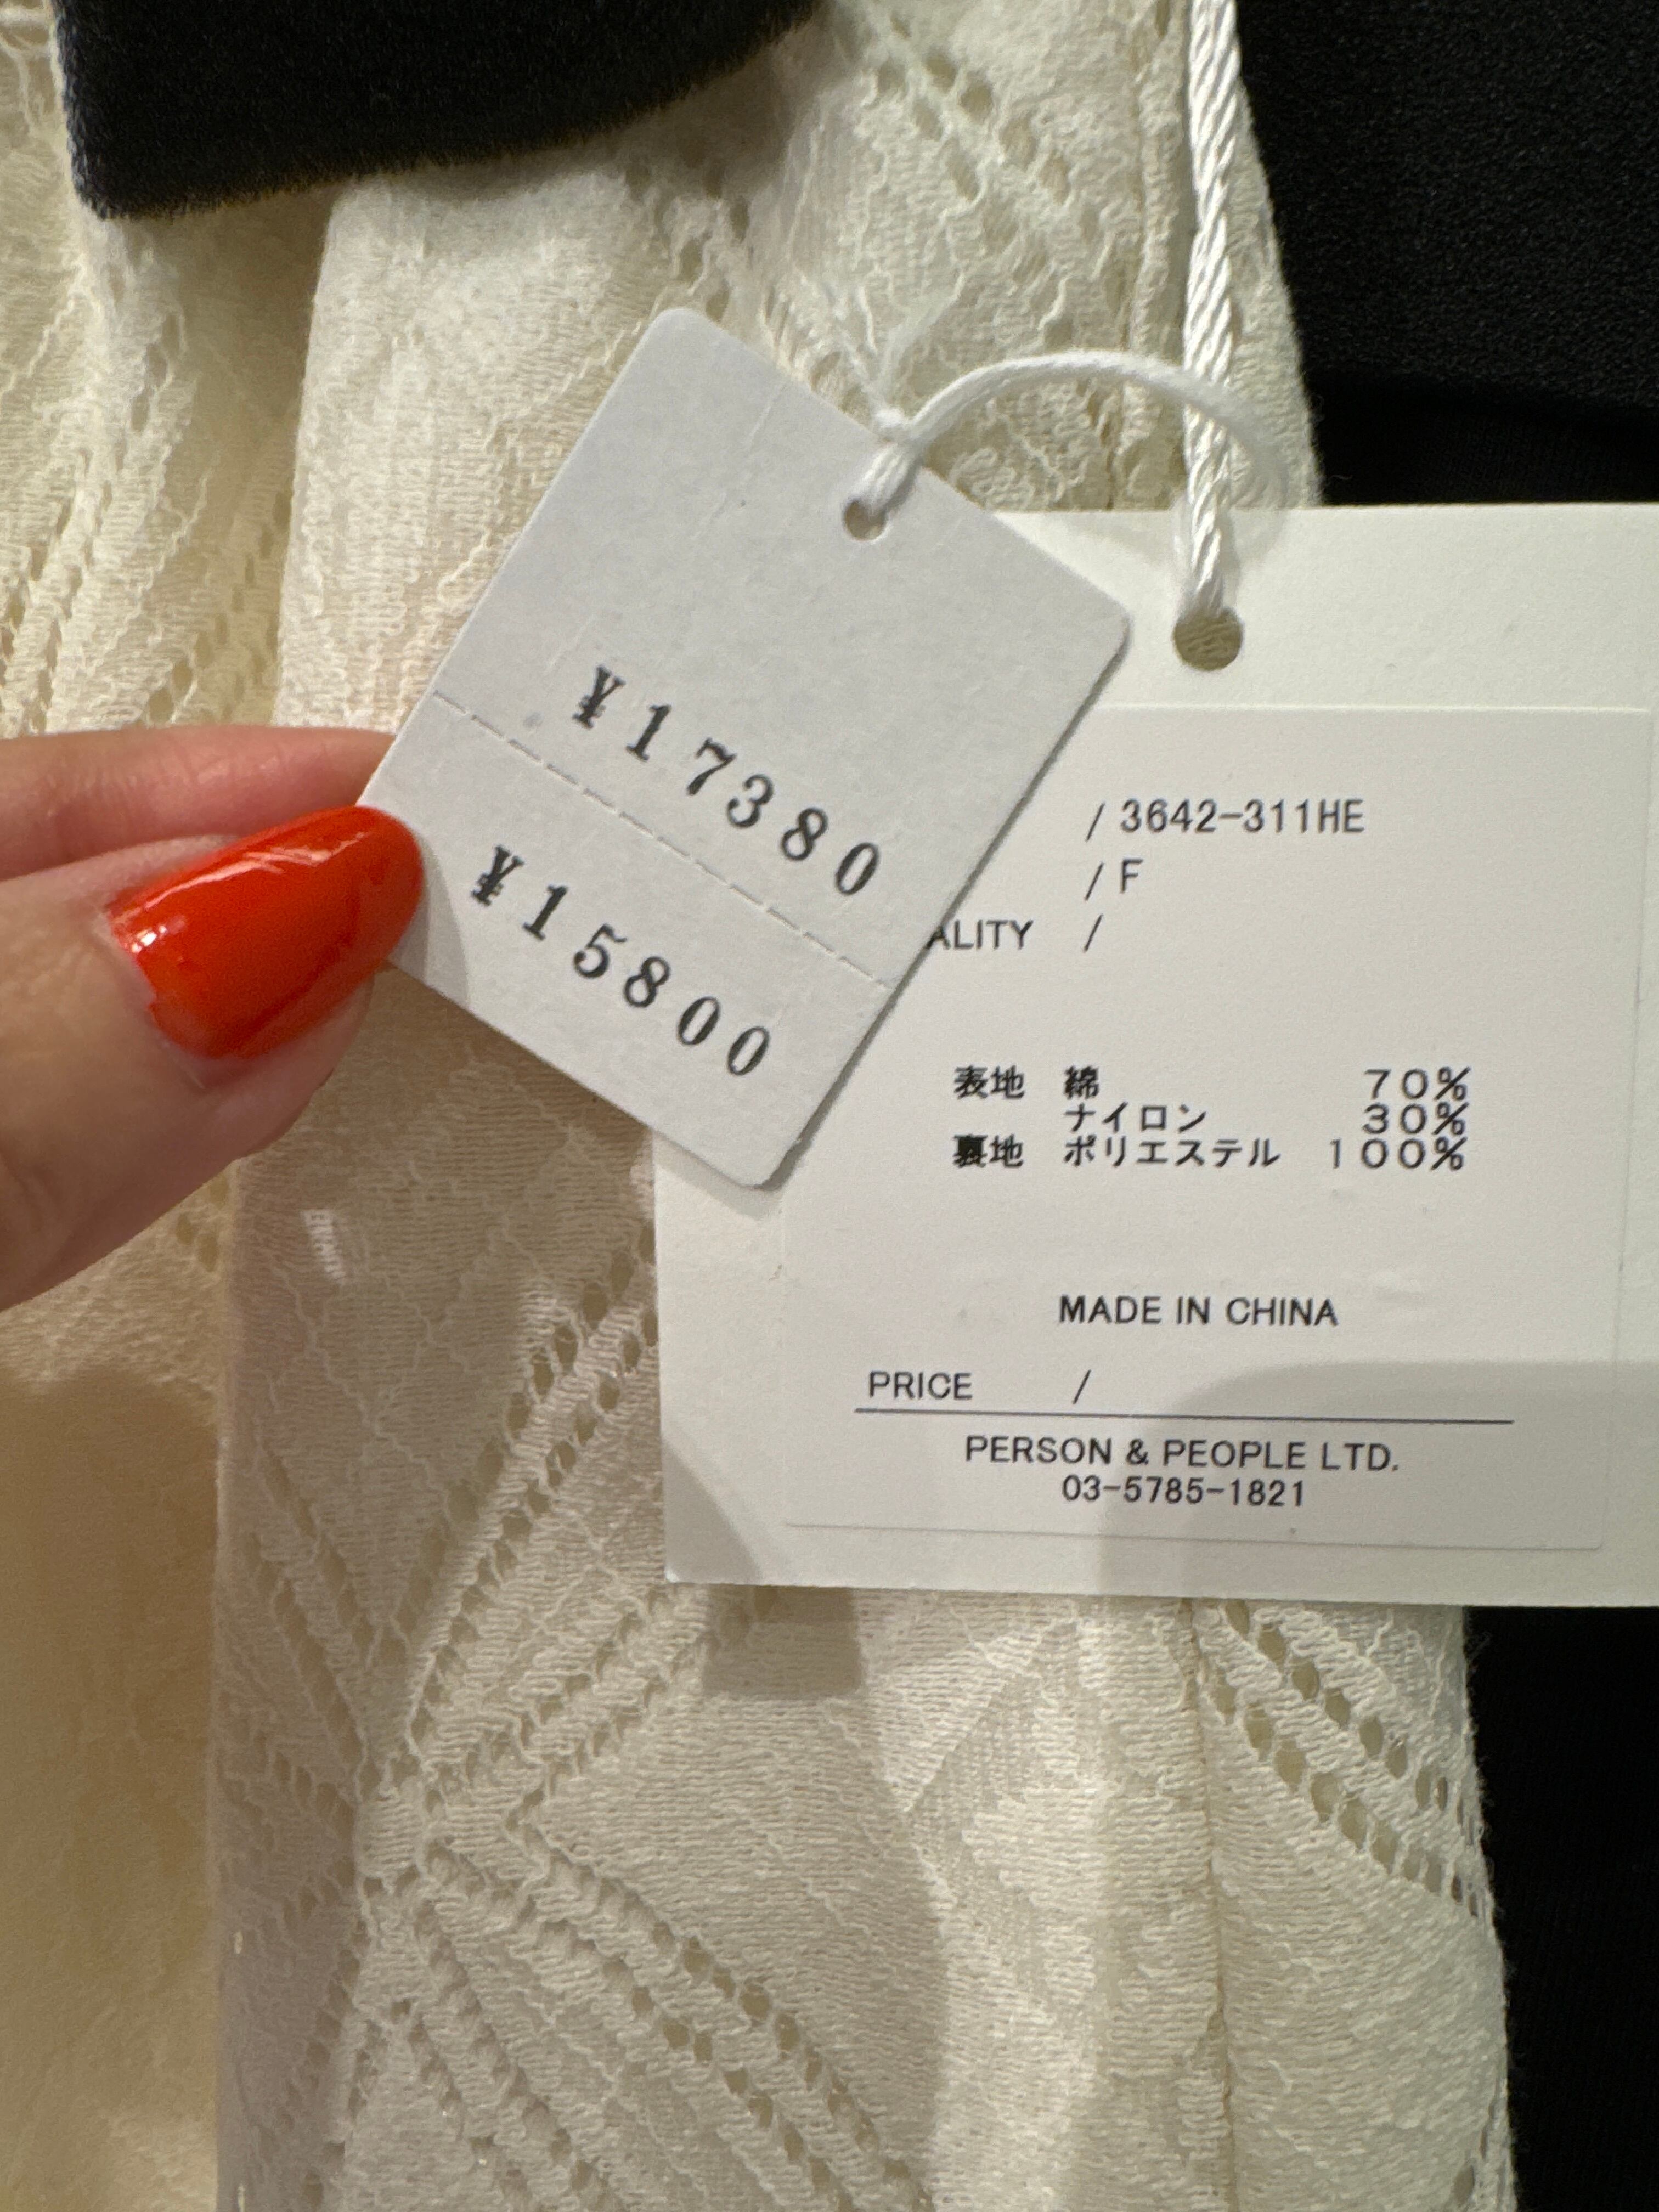 ¥17380
¥15800
/ 3642-311HE
/ F
ALITY /
表地 綿 70%
ナイロン 30%
裏地 ポリエステル 100%
MADE IN CHINA
PRICE /
PERSON & PEOPLE LTD.
03-5785-1821